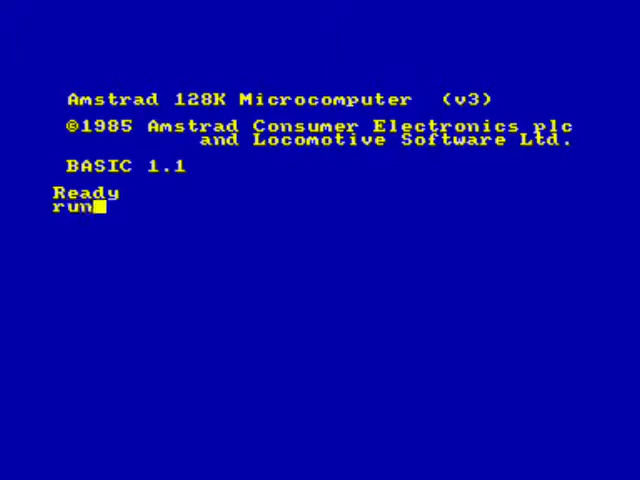 Amstrad 128K Microcomputer (v3)
©1985 Amstrad Consumer Electronics plc
and Locomotive Software Ltd.
BASIC 1.1
Ready
run